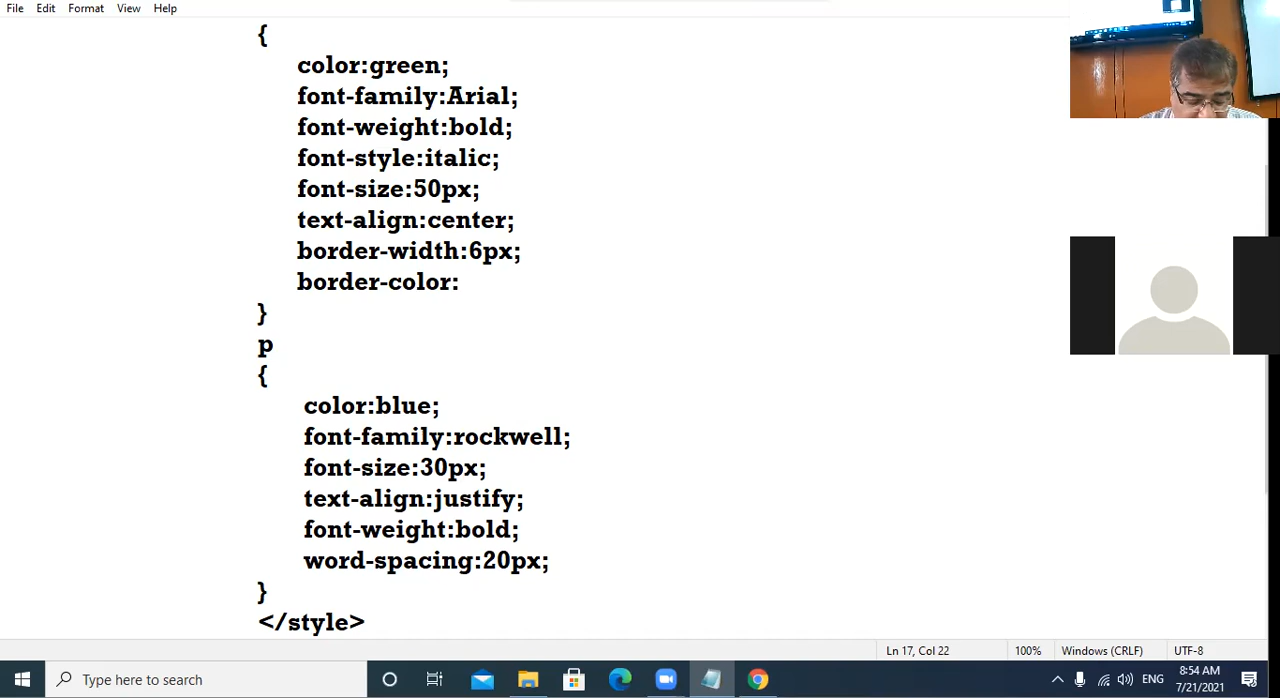 File Edit Format View Help
{
color:green;
font-family:Arial;
font-weight:bold;
font-style:italic;
font-size:50px;
text-align:center;
border-width:6px;
border-color:
}
p
{
color:blue;
font-family:rockwell;
font-size:30px;
text-align:justify;
font-weight:bold;
word-spacing:20px;
}
</style>
Ln 17, Col 22 100% Windows (CRLF) UTF-8
Type here to search
ENG
8:54 AM
7/21/2021